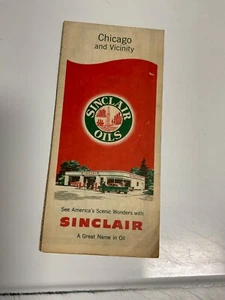 Chicago
and Vicinity
SINCLAIR
OILS
See America's Scenic Wonders with
SINCLAIR
A Great Name in Oil